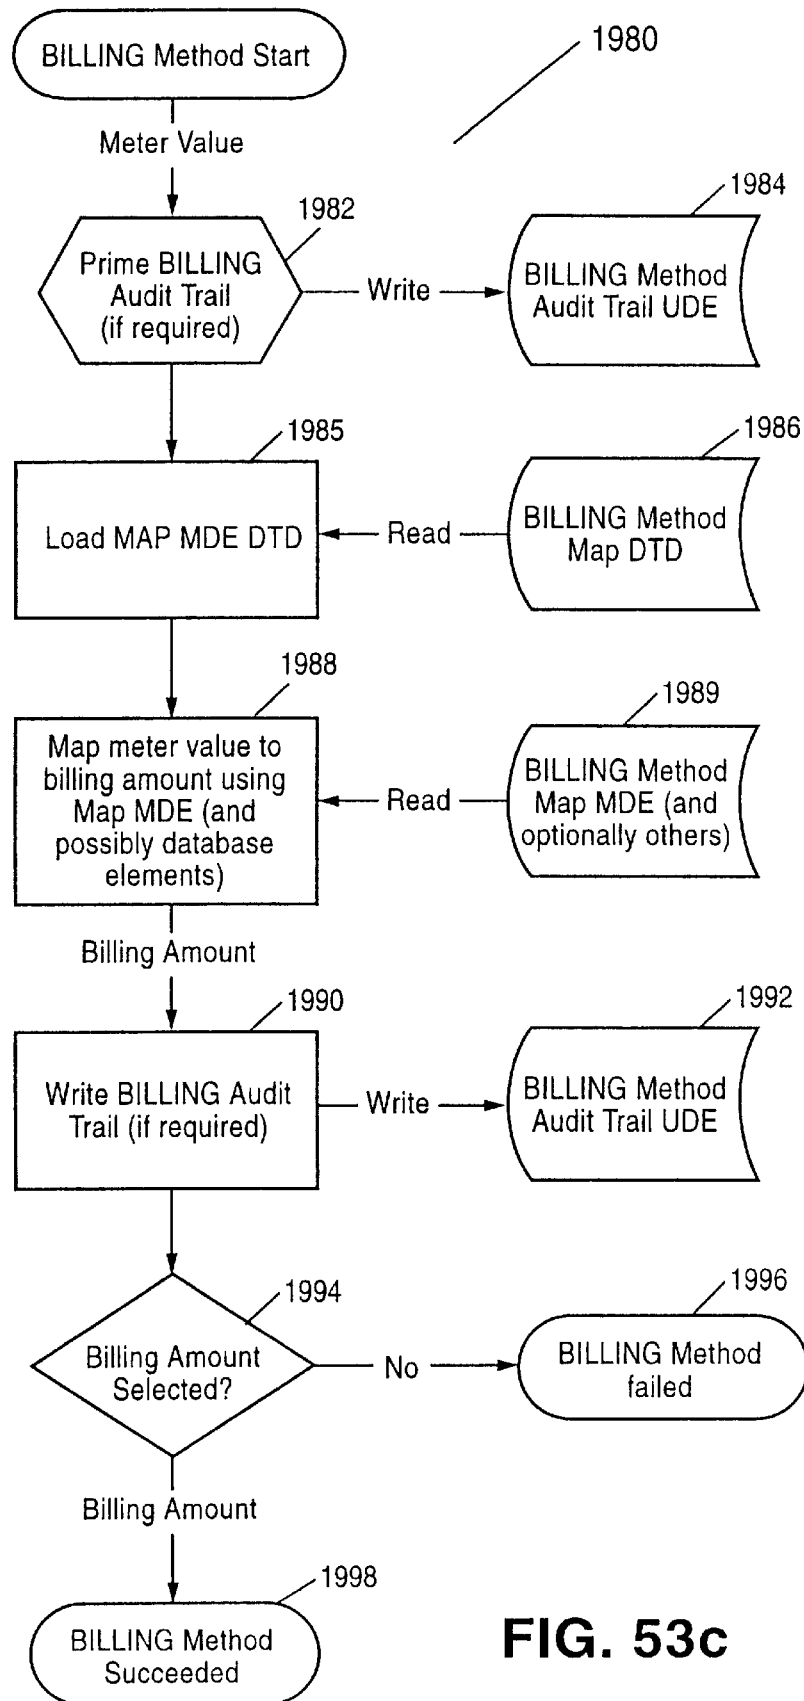 BILLING Method Start
1980
Meter Value
1982
1984
Prime BILLING
Audit Trail
(if required)
Write
BILLING Method
Audit Trail UDE
1985
1986
Load MAP MDE DTD
Read
BILLING Method
Map DTD
1988
1989
Map meter value to
billing amount using
Map MDE (and
possibly database
elements)
Read
BILLING Method
Map MDE (and
optionally others)
Billing Amount
1990
1992
Write BILLING Audit
Trail (if required)
Write
BILLING Method
Audit Trail UDE
1994
1996
Billing Amount
Selected?
No
BILLING Method
failed
Billing Amount
1998
BILLING Method
Succeeded
FIG. 53c